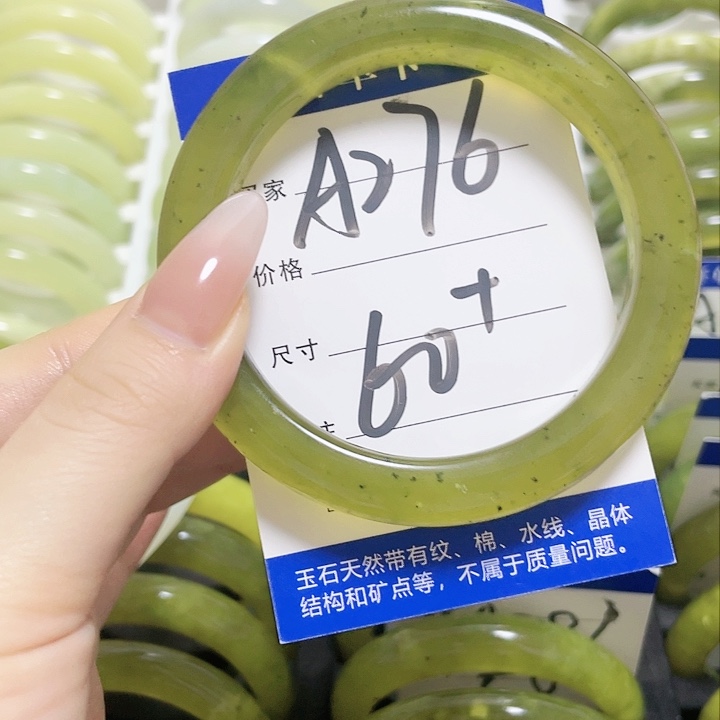 家 A276
价格
尺寸 60+
玉石天然带有纹、棉、水线、晶体
结构和矿点等，不属于质量问题。